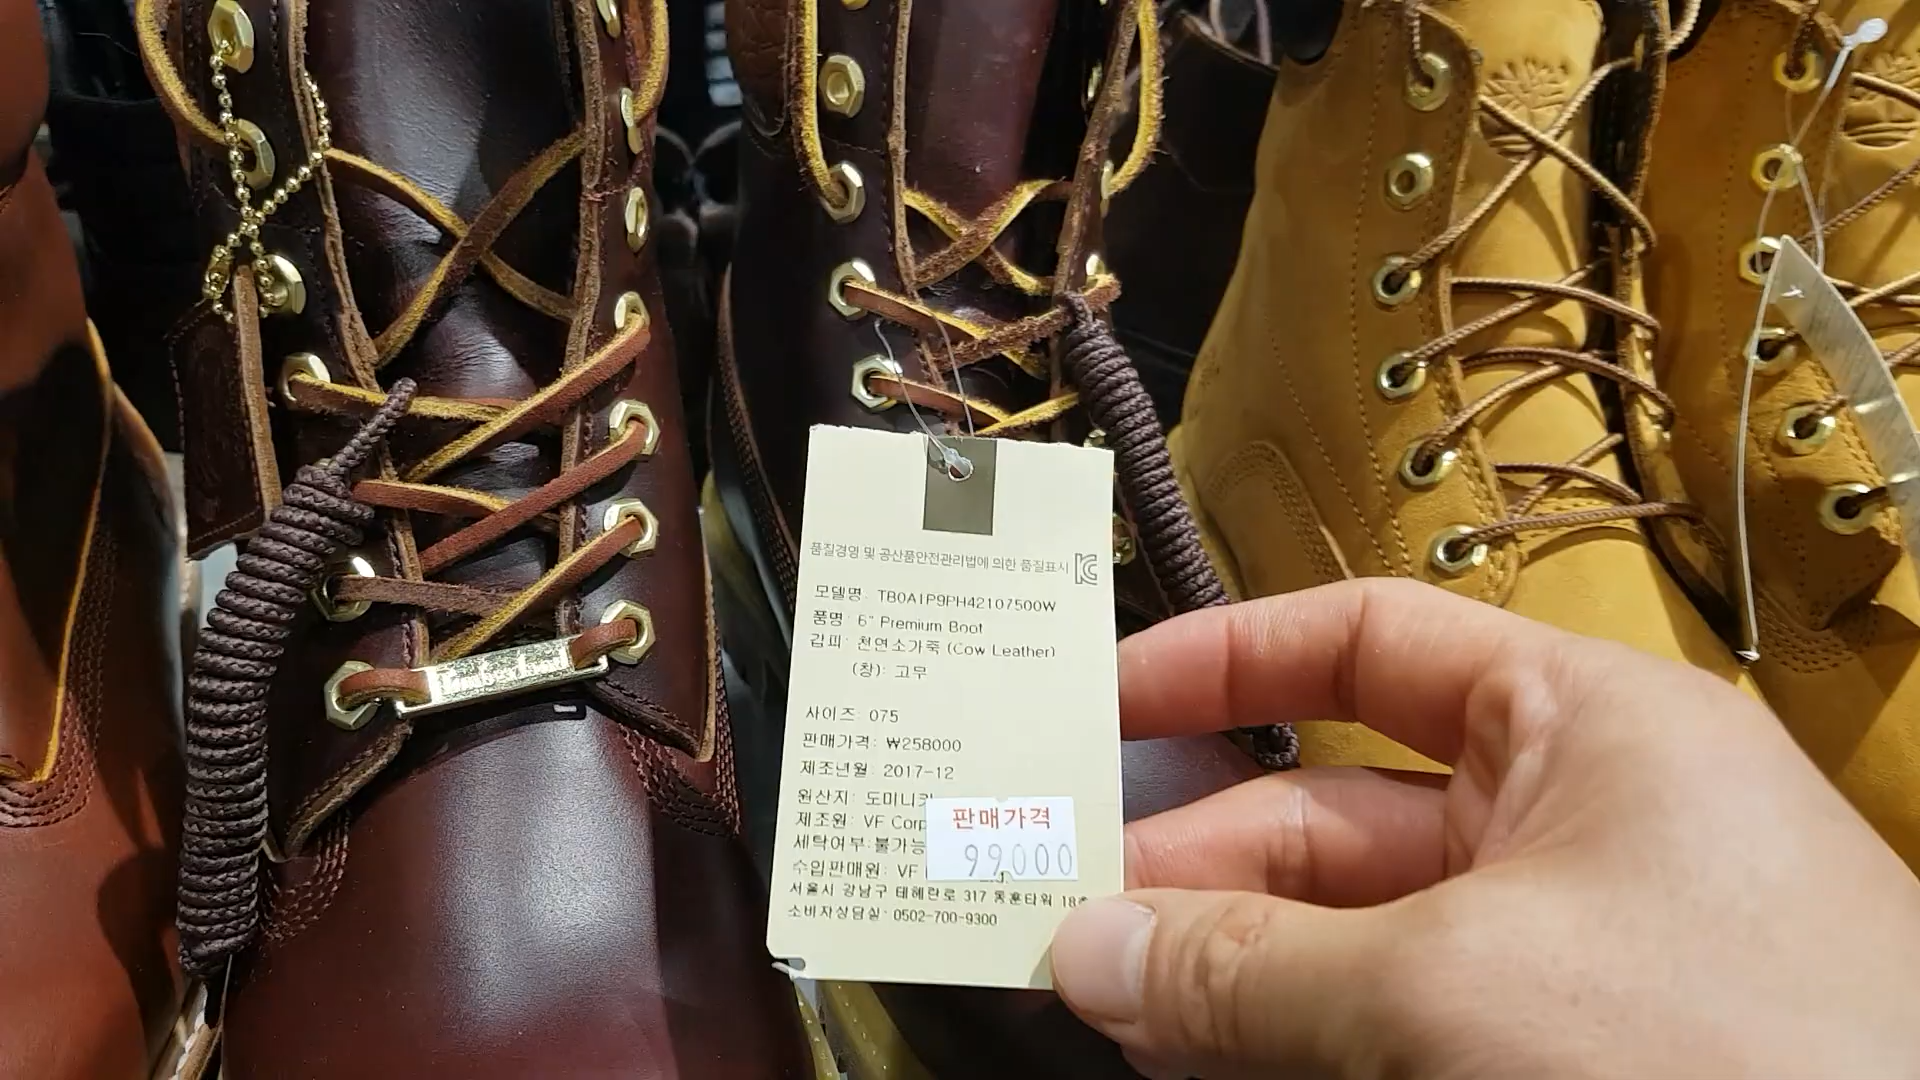 Timberland
품질경영 및 공산품안전관리법에 의한 품질표시
모델명: TB0A1P9PH42107500W
품명: 6" Premium Boot
갑피: 천연소가죽 (Cow Leather)
(창): 고무
사이즈: 075
판매가격: ₩258000
제조년월: 2017-12
원산지: 도미니카
제조원: VF Corp
세탁여부: 불가능
수입판매원: VF
판매가격
99,000
서울시 강남구 테헤란로 317 동훈타워 18층
소비자상담실: 0502-700-9300